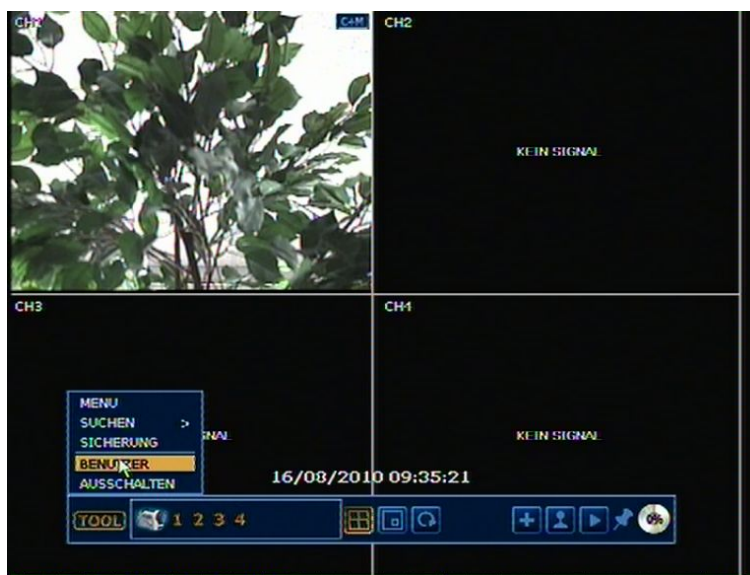 CH1 C+M
CH2
KEIN SIGNAL
CH3
CH4
NAL
KEIN SIGNAL
MENU
SUCHEN >
SICHERUNG
BENUTZER
AUSSCHALTEN
16/08/2010 09:35:21
TOOL 1 2 3 4
0%